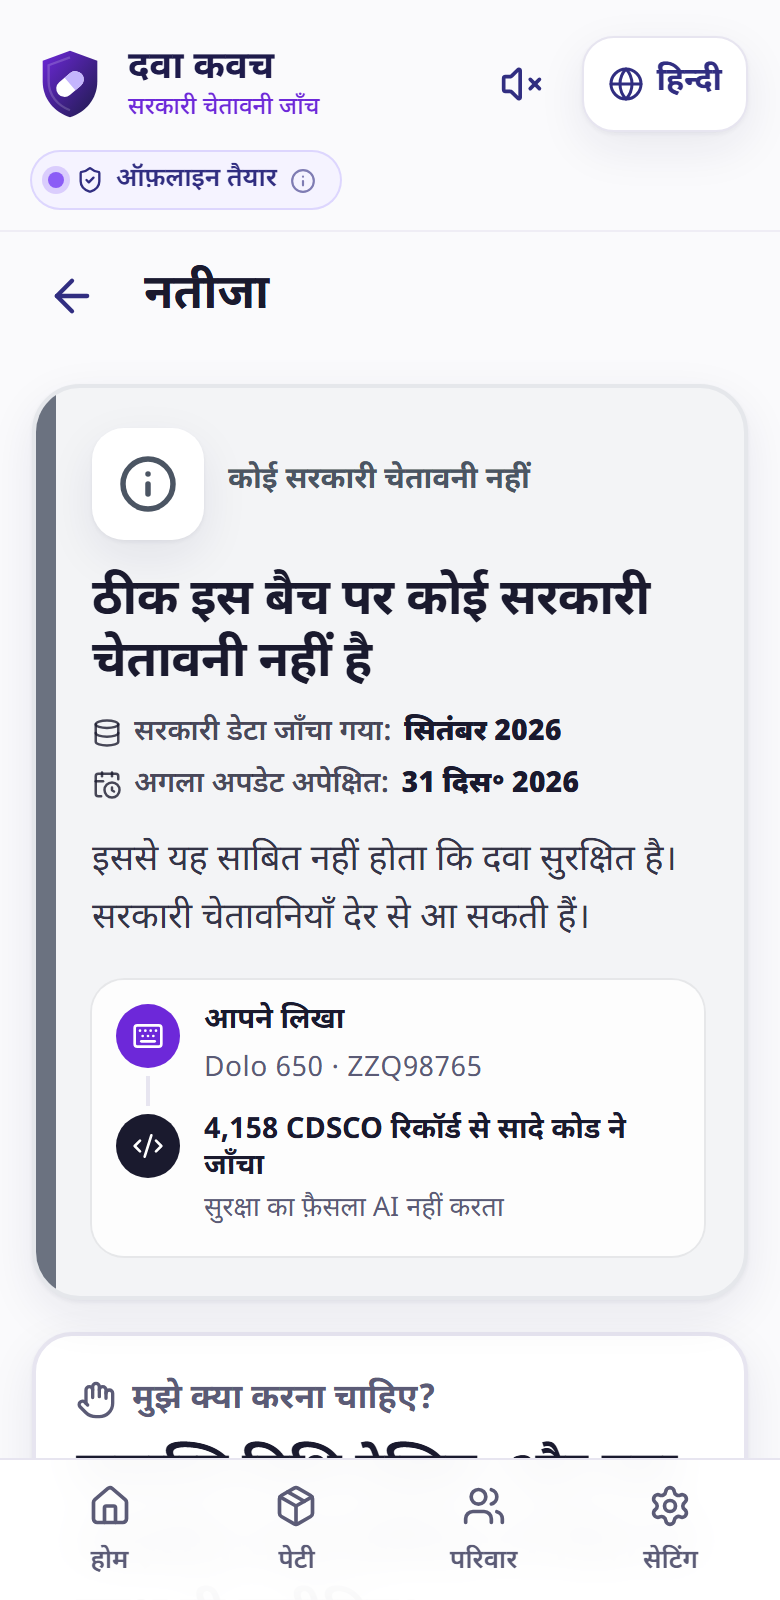 दवा कवच
सरकारी चेतावनी जाँच
हिन्दी
ऑफ़लाइन तैयार
नतीजा
कोई सरकारी चेतावनी नहीं
ठीक इस बैच पर कोई सरकारी
चेतावनी नहीं है
सरकारी डेटा जाँचा गया: सितंबर 2026
अगला अपडेट अपेक्षित: 31 दिस॰ 2026
इससे यह साबित नहीं होता कि दवा सुरक्षित है।
सरकारी चेतावनियाँ देर से आ सकती हैं।
आपने लिखा
Dolo 650 · ZZQ98765
4,158 CDSCO रिकॉर्ड से सादे कोड ने
जाँचा
सुरक्षा का फ़ैसला AI नहीं करता
मुझे क्या करना चाहिए?
होम
पेटी
परिवार
सेटिंग